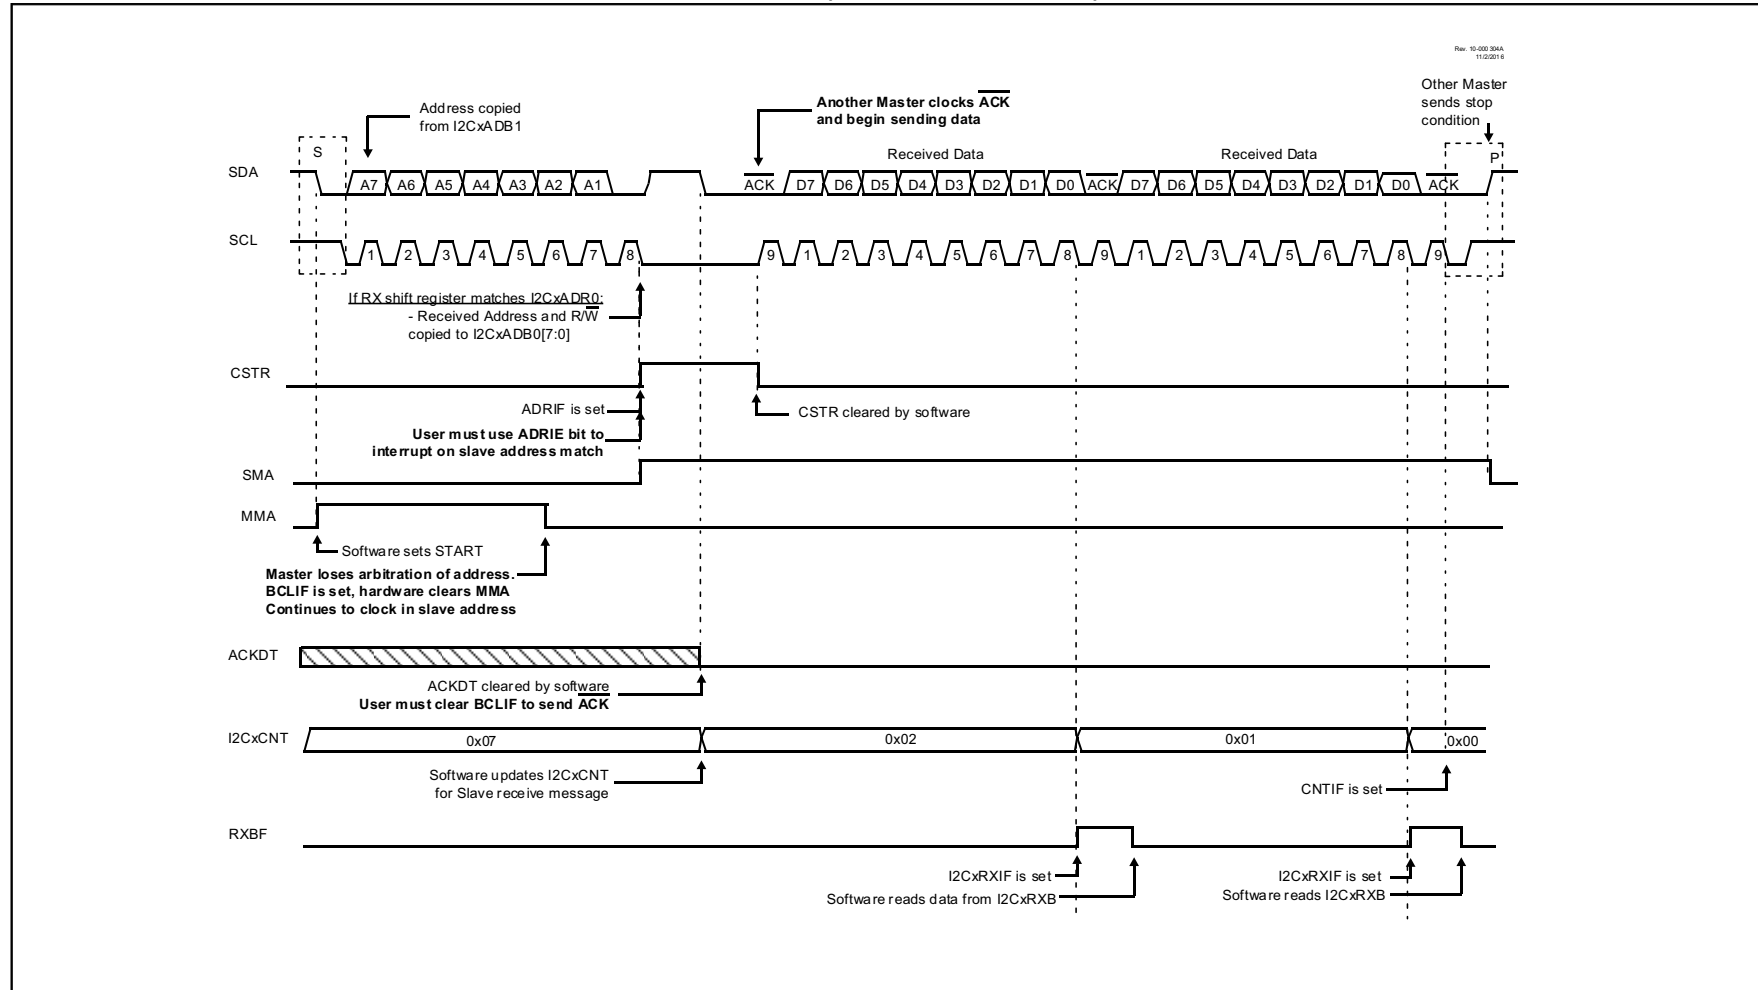 Rev. 10-000 304A
11/2/2016
Other Master
sends stop
condition
Address copied
from I2CxADB1
Another Master clocks ACK
and begin sending data
S
Received Data
Received Data
P
SDA
A7 A6 A5 A4 A3 A2 A1 ACK D7 D6 D5 D4 D3 D2 D1 D0 ACK D7 D6 D5 D4 D3 D2 D1 D0 ACK
SCL
1 2 3 4 5 6 7 8 9 1 2 3 4 5 6 7 8 9 1 2 3 4 5 6 7 8 9
If RX shift register matches I2CxADR0:
- Received Address and R/W
copied to I2CxADB0[7:0]
CSTR
ADRIF is set
CSTR cleared by software
User must use ADRIE bit to
interrupt on slave address match
SMA
MMA
Software sets START
Master loses arbitration of address.
BCLIF is set, hardware clears MMA
Continues to clock in slave address
ACKDT
ACKDT cleared by software
User must clear BCLIF to send ACK
I2CxCNT
0x07 0x02 0x01 0x00
Software updates I2CxCNT
for Slave receive message
CNTIF is set
RXBF
I2CxRXIF is set
Software reads data from I2CxRXB
I2CxRXIF is set
Software reads I2CxRXB